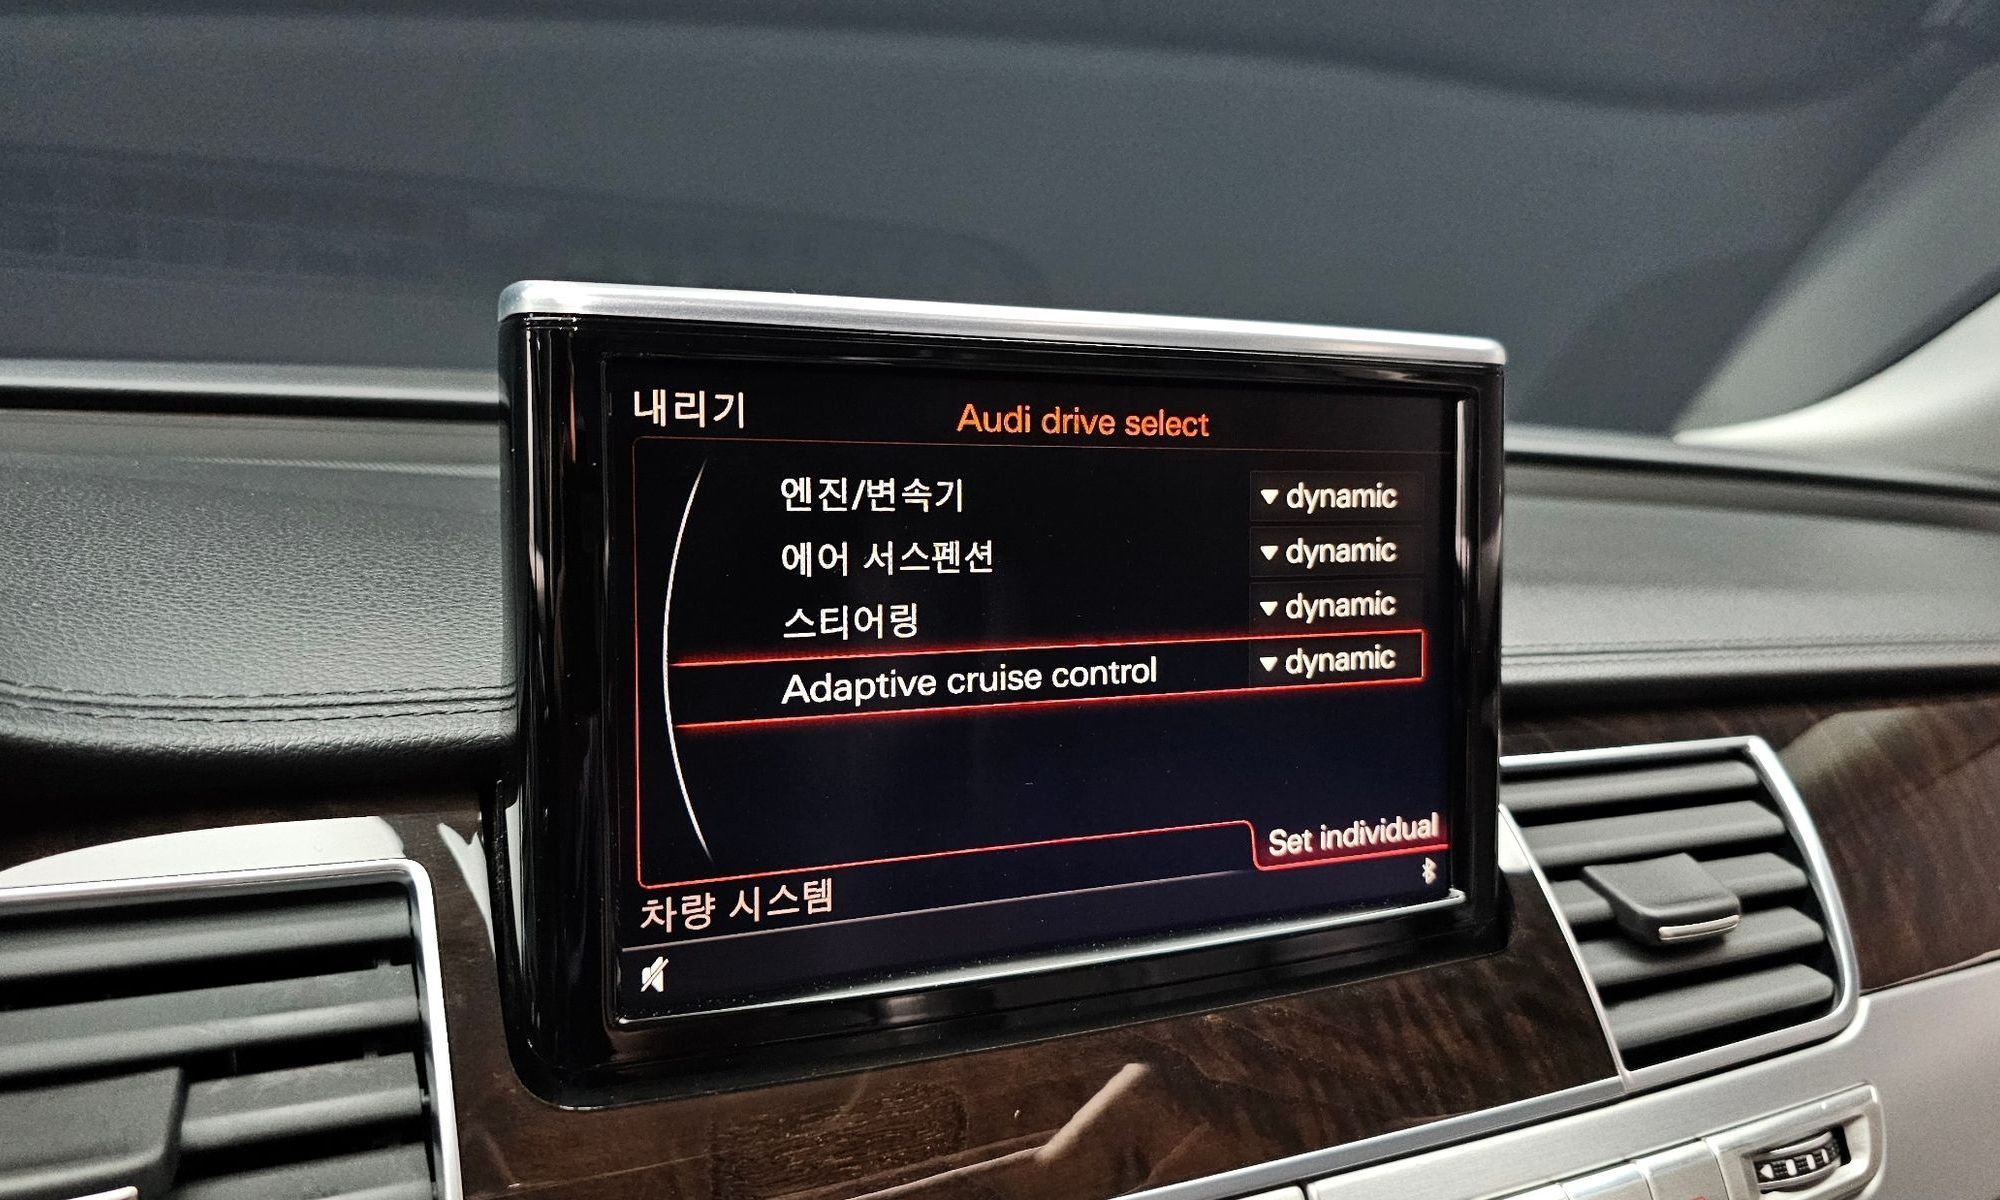 내리기
Audi drive select
엔진/변속기 ▼ dynamic
에어 서스펜션 ▼ dynamic
스티어링 ▼ dynamic
Adaptive cruise control ▼ dynamic
Set individual
차량 시스템